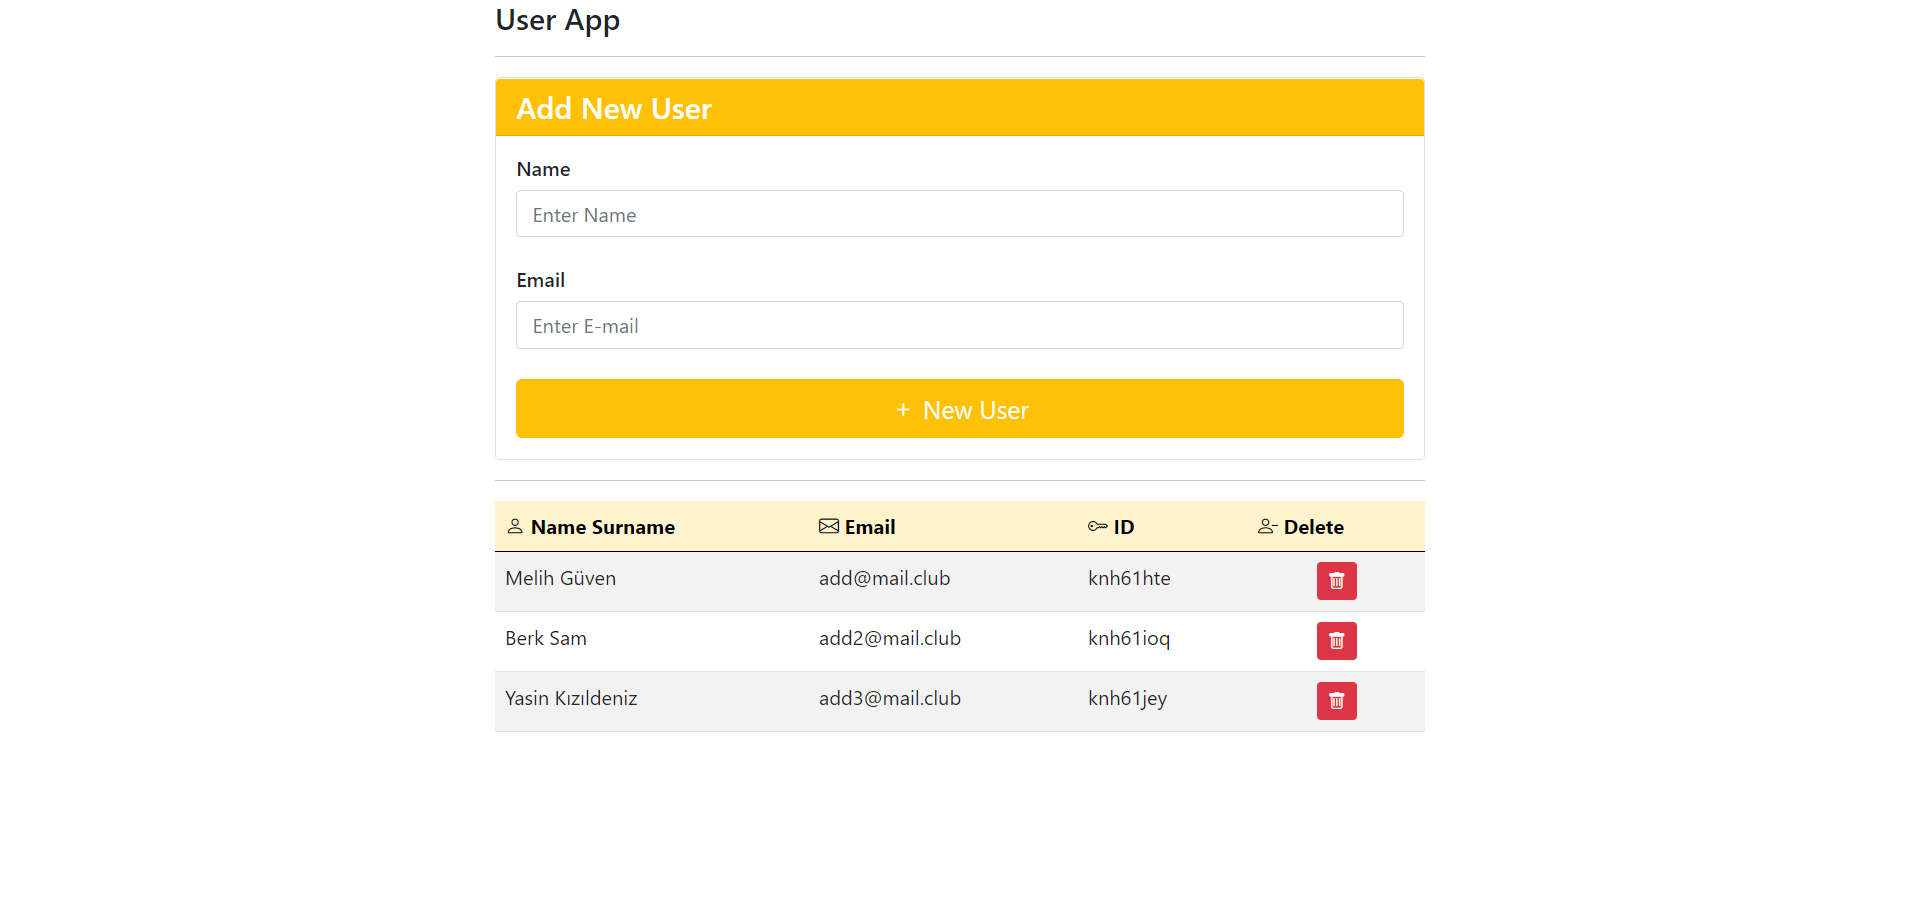 User App
Add New User
Name
Enter Name
Email
Enter E-mail
+ New User
Name Surname Email ID Delete
Melih Güven add@mail.club knh61hte
Berk Sam add2@mail.club knh61ioq
Yasin Kızıldeniz add3@mail.club knh61jey